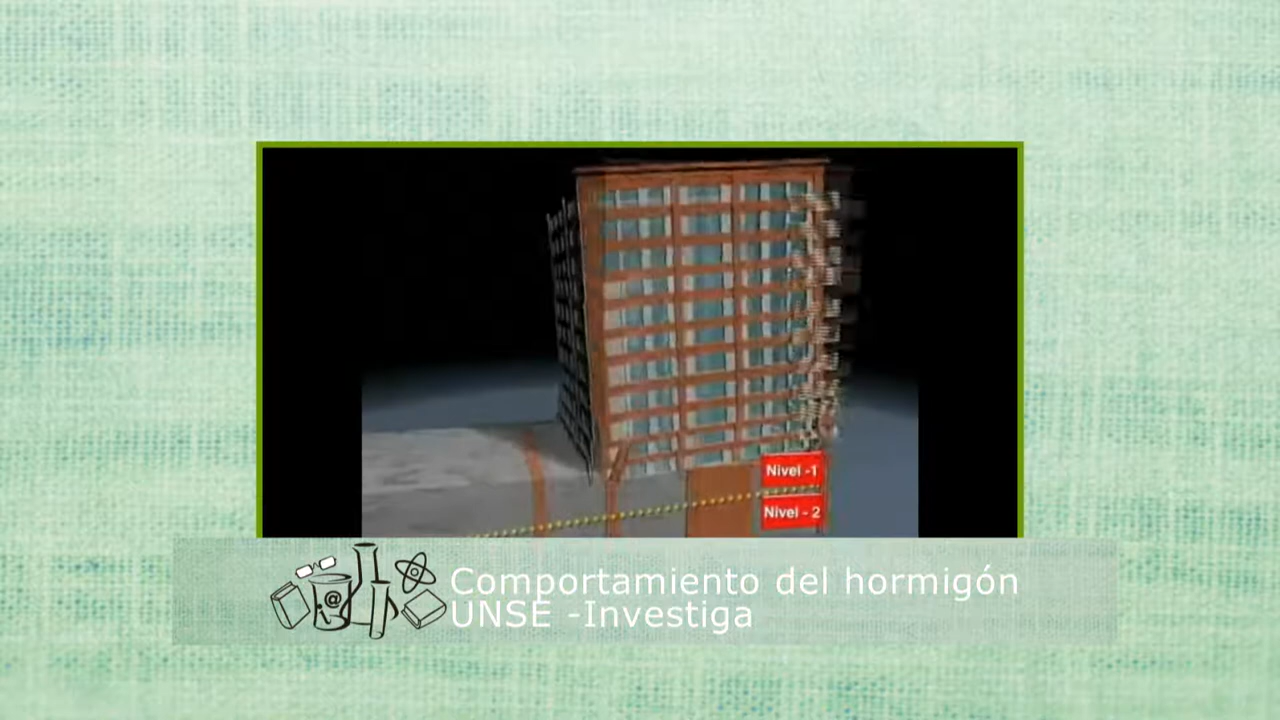 Nivel -1
Nivel - 2
@
Comportamiento del hormigón
UNSE -Investiga